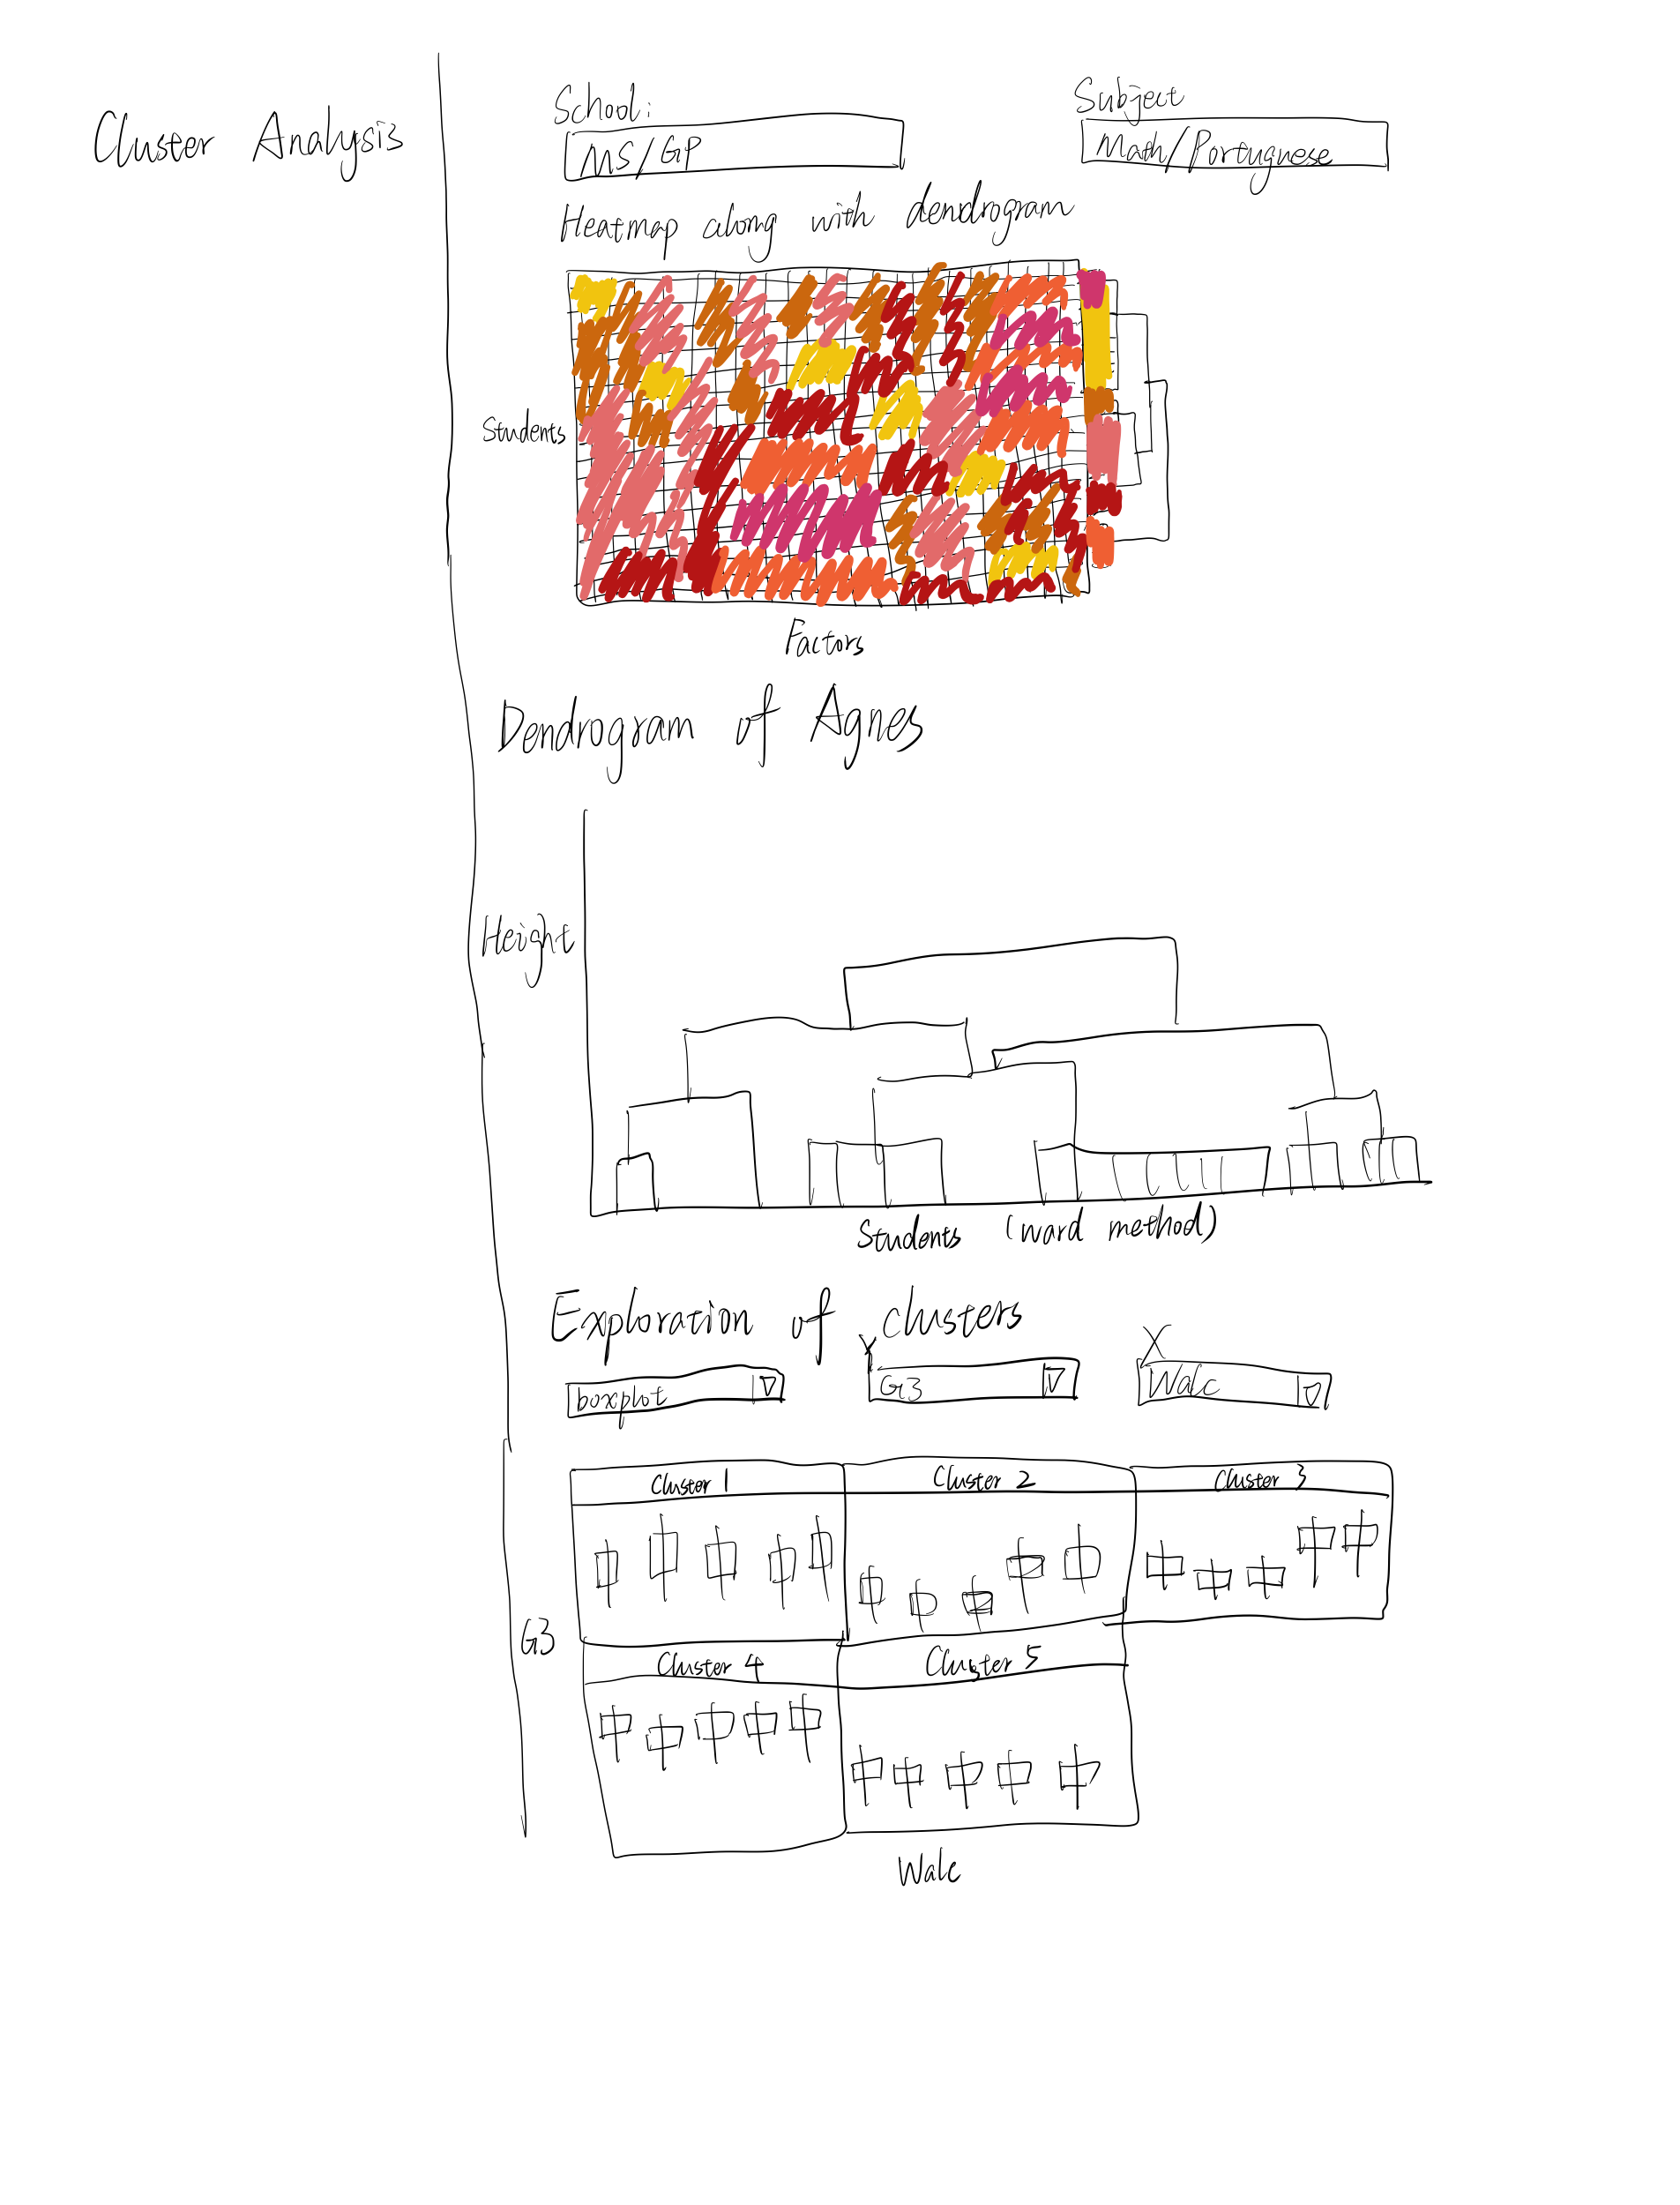 Cluster Analysis
School:
MS/GP
Subject
Math/Portugnese
Heatmap along with dendrogram
Students
Factors
Dendrogram of Agnes
Height
Students (ward method)
Exploration of clusters
boxplot
Y
G3
X
Walc
Cluster 1
Cluster 2
Cluster 3
G3
Cluster 4
Cluster 5
Walc